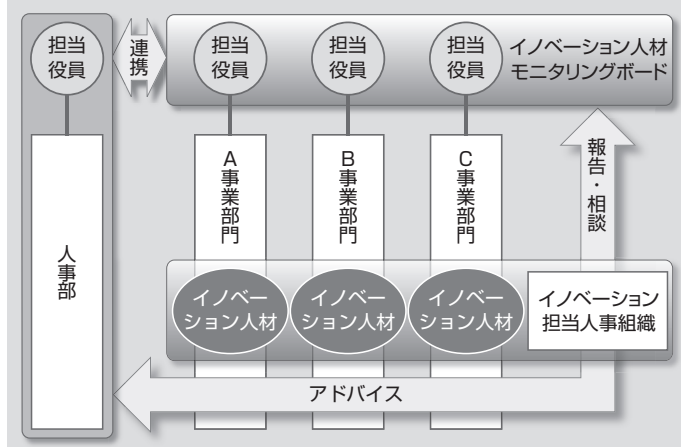 担当
役員
連携
担当
役員
担当
役員
担当
役員
イノベーション人材
モニタリングボード
人事部
A事業部門
B事業部門
C事業部門
報告・相談
イノベー
ション人材
イノベー
ション人材
イノベー
ション人材
イノベーション
担当人事組織
アドバイス